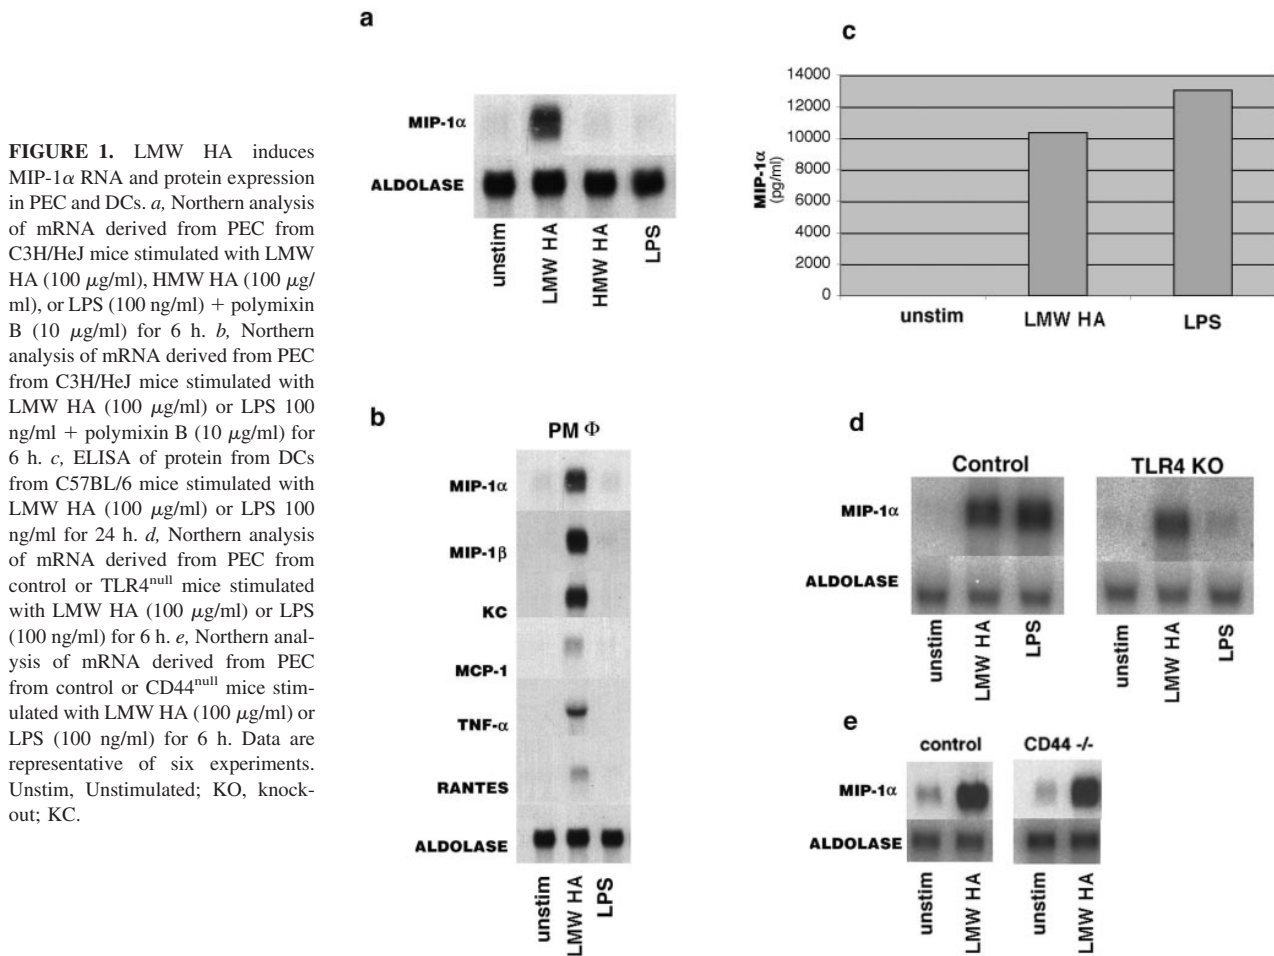 FIGURE 1. LMW HA induces
MIP-1α RNA and protein expression
in PEC and DCs. a, Northern analysis
of mRNA derived from PEC from
C3H/HeJ mice stimulated with LMW
HA (100 μg/ml), HMW HA (100 μg/
ml), or LPS (100 ng/ml) + polymixin
B (10 μg/ml) for 6 h. b, Northern
analysis of mRNA derived from PEC
from C3H/HeJ mice stimulated with
LMW HA (100 μg/ml) or LPS 100
ng/ml + polymixin B (10 μg/ml) for
6 h. c, ELISA of protein from DCs
from C57BL/6 mice stimulated with
LMW HA (100 μg/ml) or LPS 100
ng/ml for 24 h. d, Northern analysis
of mRNA derived from PEC from
control or TLR4null mice stimulated
with LMW HA (100 μg/ml) or LPS
(100 ng/ml) for 6 h. e, Northern anal-
ysis of mRNA derived from PEC
from control or CD44null mice stim-
ulated with LMW HA (100 μg/ml) or
LPS (100 ng/ml) for 6 h. Data are
representative of six experiments.
Unstim, Unstimulated; KO, knock-
out; KC.
a
MIP-1α
ALDOLASE
unstim
LMW HA
HMW HA
LPS
b
PM Φ
MIP-1α
MIP-1β
KC
MCP-1
TNF-α
RANTES
ALDOLASE
unstim
LMW HA
LPS
c
MIP-1α
(pg/ml)
14000
12000
10000
8000
6000
4000
2000
0
unstim
LMW HA
LPS
d
Control
TLR4 KO
MIP-1α
ALDOLASE
unstim
LMW HA
LPS
unstim
LMW HA
LPS
e
control
CD44 -/-
MIP-1α
ALDOLASE
unstim
LMW HA
unstim
LMW HA